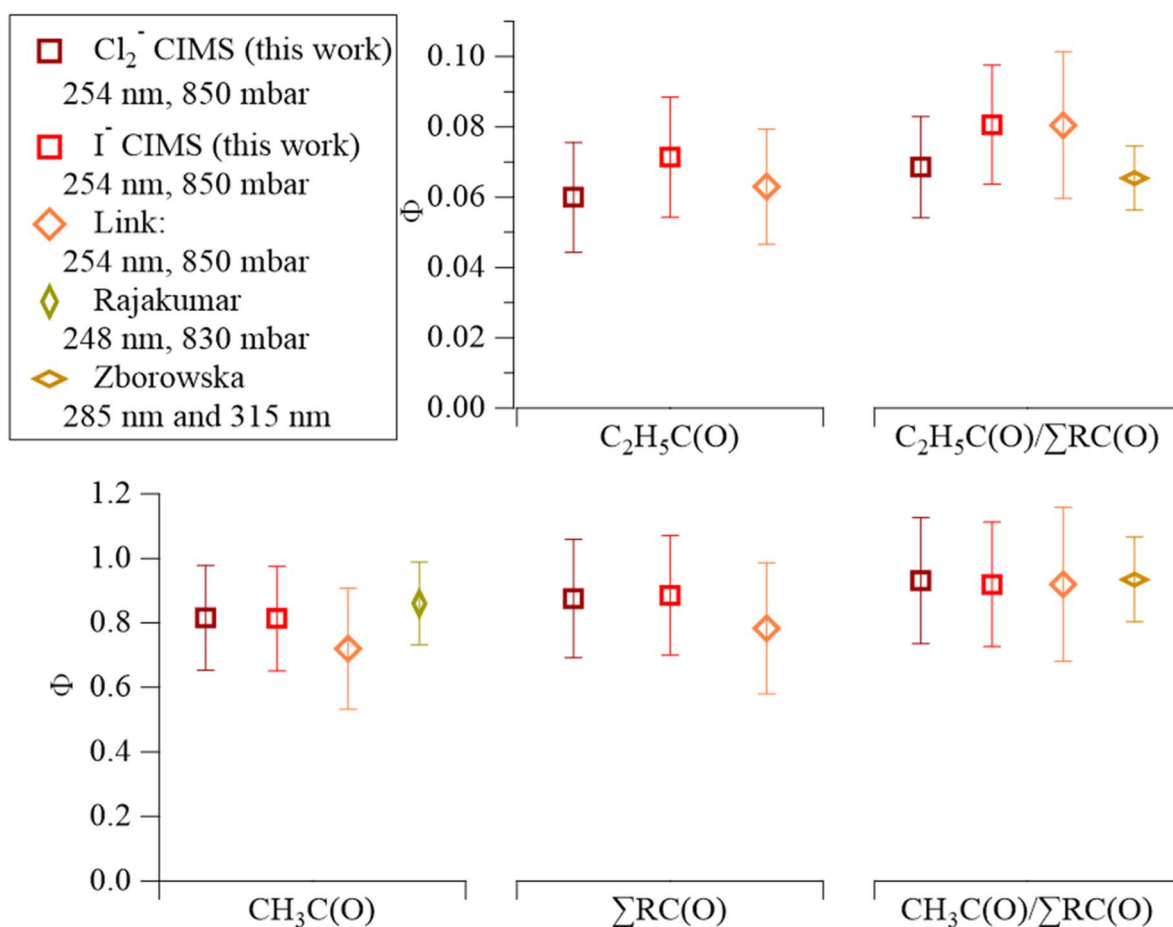 Cl₂⁻ CIMS (this work)
254 nm, 850 mbar
I⁻ CIMS (this work)
254 nm, 850 mbar
Link:
254 nm, 850 mbar
Rajakumar
248 nm, 830 mbar
Zborowska
285 nm and 315 nm
0.10
0.08
0.06
0.04
0.02
0.00
Φ
C₂H₅C(O)
C₂H₅C(O)/∑RC(O)
1.2
1.0
0.8
0.6
0.4
0.2
0.0
Φ
CH₃C(O)
∑RC(O)
CH₃C(O)/∑RC(O)